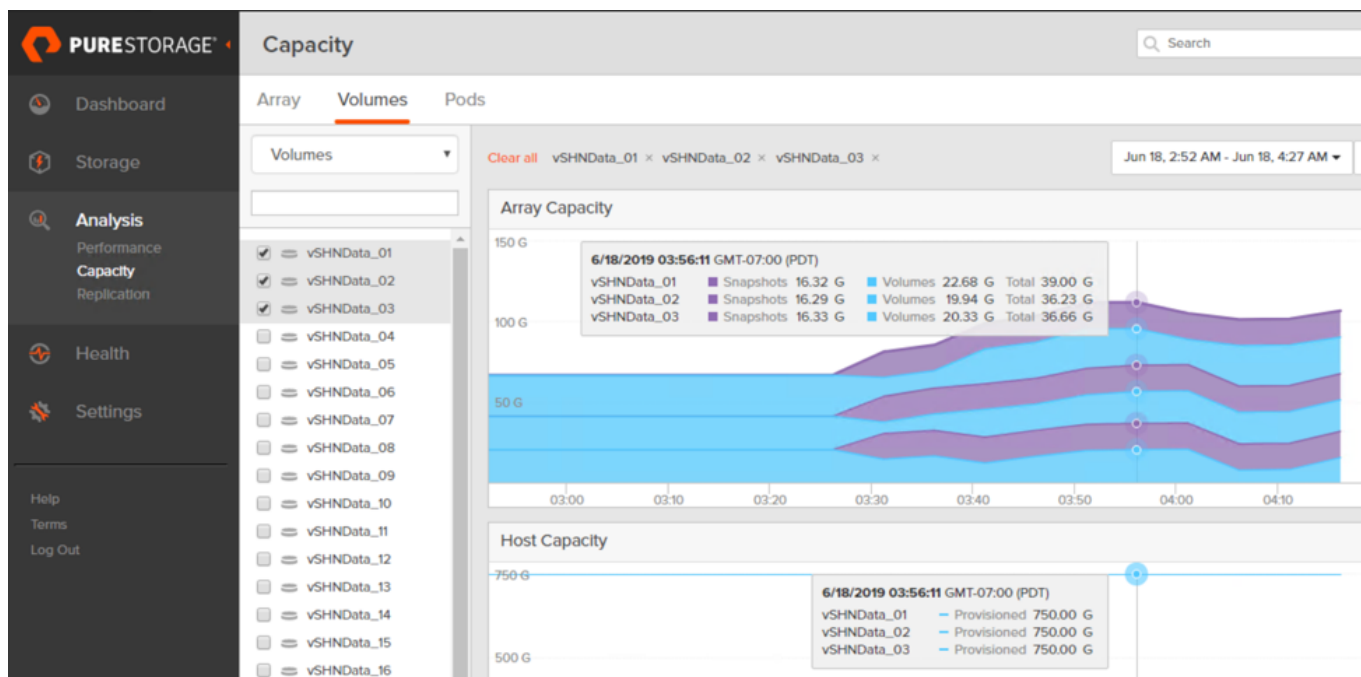 PURESTORAGE®
Dashboard
Storage
Analysis
Performance
Capacity
Replication
Health
Settings
Help
Terms
Log Out
Capacity
Search
Array Volumes Pods
Volumes
vSHNData_01
vSHNData_02
vSHNData_03
vSHNData_04
vSHNData_05
vSHNData_06
vSHNData_07
vSHNData_08
vSHNData_09
vSHNData_10
vSHNData_11
vSHNData_12
vSHNData_13
vSHNData_14
vSHNData_15
vSHNData_16
Clear all vSHNData_01 × vSHNData_02 × vSHNData_03 ×
Jun 18, 2:52 AM - Jun 18, 4:27 AM
Array Capacity
150 G
100 G
50 G
6/18/2019 03:56:11 GMT-07:00 (PDT)
vSHNData_01 Snapshots 16.32 G Volumes 22.68 G Total 39.00 G
vSHNData_02 Snapshots 16.29 G Volumes 19.94 G Total 36.23 G
vSHNData_03 Snapshots 16.33 G Volumes 20.33 G Total 36.66 G
03:00 03:10 03:20 03:30 03:40 03:50 04:00 04:10
Host Capacity
750 G
500 G
6/18/2019 03:56:11 GMT-07:00 (PDT)
vSHNData_01 – Provisioned 750.00 G
vSHNData_02 – Provisioned 750.00 G
vSHNData_03 – Provisioned 750.00 G